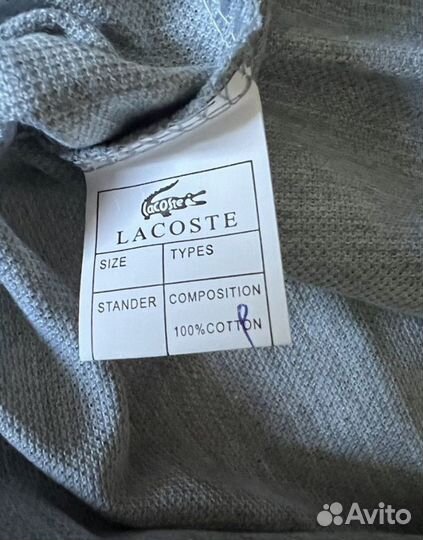 Lacoste
LACOSTE
SIZE TYPES
STANDER COMPOSITION
100%COTTON
Avito